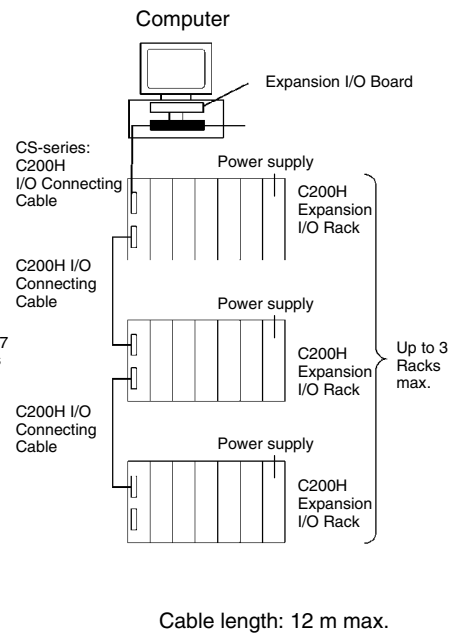 Computer
Expansion I/O Board
CS-series:
C200H
I/O Connecting
Cable
Power supply
C200H
Expansion
I/O Rack
C200H I/O
Connecting
Cable
Power supply
7
C200H
Expansion
I/O Rack
Up to 3
Racks
max.
C200H I/O
Connecting
Cable
Power supply
C200H
Expansion
I/O Rack
Cable length: 12 m max.